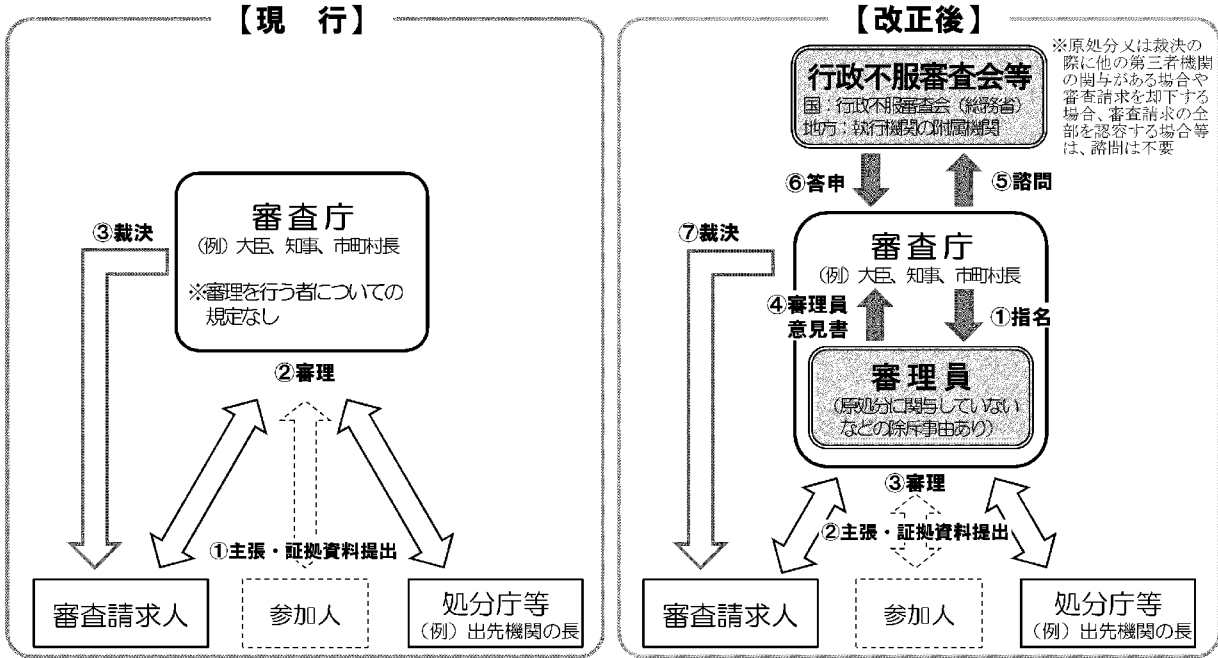 【現　行】
審査庁
（例）大臣、知事、市町村長
※審理を行う者についての
規定なし
③裁決
②審理
①主張・証拠資料提出
審査請求人
参加人
処分庁等
（例）出先機関の長
【改正後】
行政不服審査会等
国：行政不服審査会（総務省）
地方：執行機関の附属機関
※原処分又は裁決の
際に他の第三者機関
の関与がある場合や
審査請求を却下する
場合、審査請求の全
部を認容する場合等
は、諮問は不要
⑥答申
⑤諮問
⑦裁決
審査庁
（例）大臣、知事、市町村長
④審理員
意見書
①指名
審理員
（原処分に関与していない
などの除斥事由あり）
③審理
②主張・証拠資料提出
審査請求人
参加人
処分庁等
（例）出先機関の長